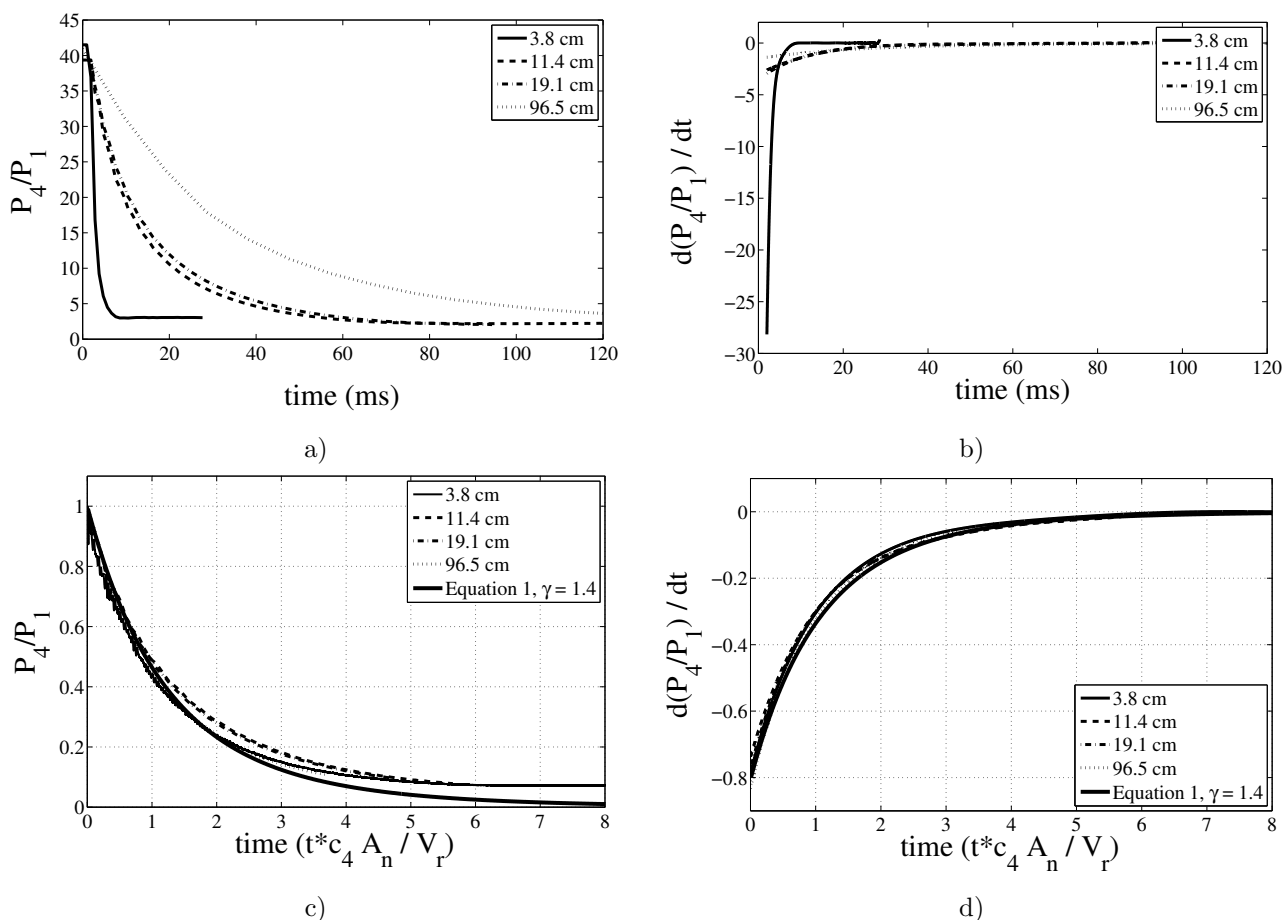 45
40
35
30
25
20
15
10
5
0
P₄/P₁
3.8 cm
11.4 cm
19.1 cm
96.5 cm
0 20 40 60 80 100 120
time (ms)
a)
0
−5
−10
−15
−20
−25
−30
d(P₄/P₁) / dt
3.8 cm
11.4 cm
19.1 cm
96.5 cm
0 20 40 60 80 100 120
time (ms)
b)
1
0.8
0.6
0.4
0.2
0
P₄/P₁
3.8 cm
11.4 cm
19.1 cm
96.5 cm
Equation 1, γ = 1.4
0 1 2 3 4 5 6 7 8
time (t*c₄ Aₙ / Vᵣ)
c)
0
−0.2
−0.4
−0.6
−0.8
d(P₄/P₁) / dt
3.8 cm
11.4 cm
19.1 cm
96.5 cm
Equation 1, γ = 1.4
0 1 2 3 4 5 6 7 8
time (t*c₄ Aₙ / Vᵣ)
d)